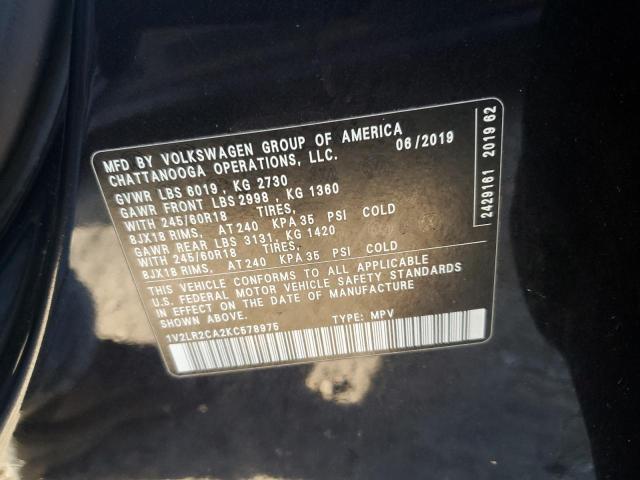 MFD BY VOLKSWAGEN GROUP OF AMERICA
CHATTANOOGA OPERATIONS, LLC.
06/2019
GVWR LBS 6019 , KG 2730
GAWR FRONT LBS 2998 , KG 1360
WITH 245/60R18 TIRES,
8JX18 RIMS, AT 240 KPA 35 PSI COLD
GAWR REAR LBS 3131, KG 1420
WITH 245/60R18 TIRES,
8JX18 RIMS, AT 240 KPA 35 PSI COLD
THIS VEHICLE CONFORMS TO ALL APPLICABLE
U.S. FEDERAL MOTOR VEHICLE SAFETY STANDARDS
IN EFFECT ON THE DATE OF MANUFACTURE
SHOWN ABOVE.
1V2LR2CA2KC578975 TYPE: MPV
2429161 2019 62